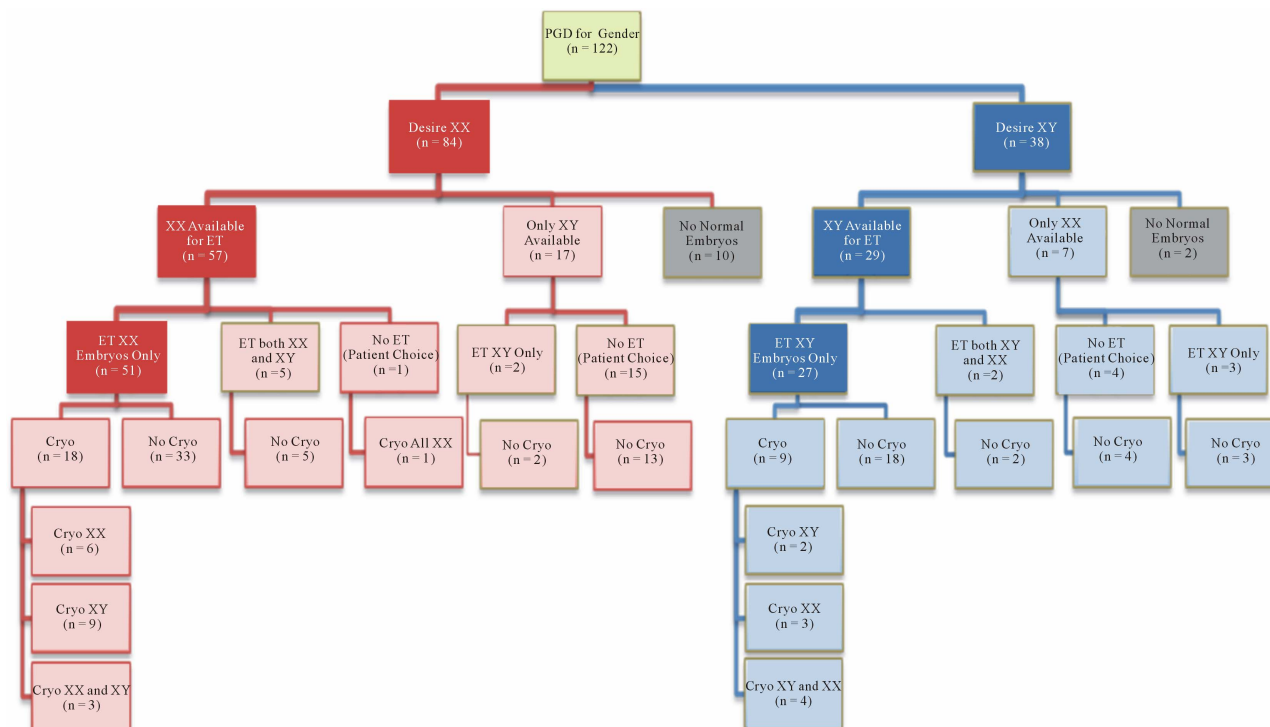 PGD for Gender
(n = 122)
Desire XX
(n = 84)
Desire XY
(n = 38)
XX Available
for ET
(n = 57)
Only XY
Available
(n = 17)
No Normal
Embryos
(n = 10)
XY Available
for ET
(n = 29)
Only XX
Available
(n = 7)
No Normal
Embryos
(n = 2)
ET XX
Embryos Only
(n = 51)
ET both XX
and XY
(n =5)
No ET
(Patient Choice)
(n =1)
ET XY Only
(n =2)
No ET
(Patient Choice)
(n =15)
ET XY
Embryos Only
(n = 27)
ET both XY
and XX
(n =2)
No ET
(Patient Choice)
(n =4)
ET XY Only
(n =3)
Cryo
(n = 18)
No Cryo
(n = 33)
No Cryo
(n = 5)
Cryo All XX
(n = 1)
No Cryo
(n = 2)
No Cryo
(n = 13)
Cryo
(n = 9)
No Cryo
(n = 18)
No Cryo
(n = 2)
No Cryo
(n = 4)
No Cryo
(n = 3)
Cryo XX
(n = 6)
Cryo XY
(n = 2)
Cryo XY
(n = 9)
Cryo XX
(n = 3)
Cryo XX and XY
(n = 3)
Cryo XY and XX
(n = 4)